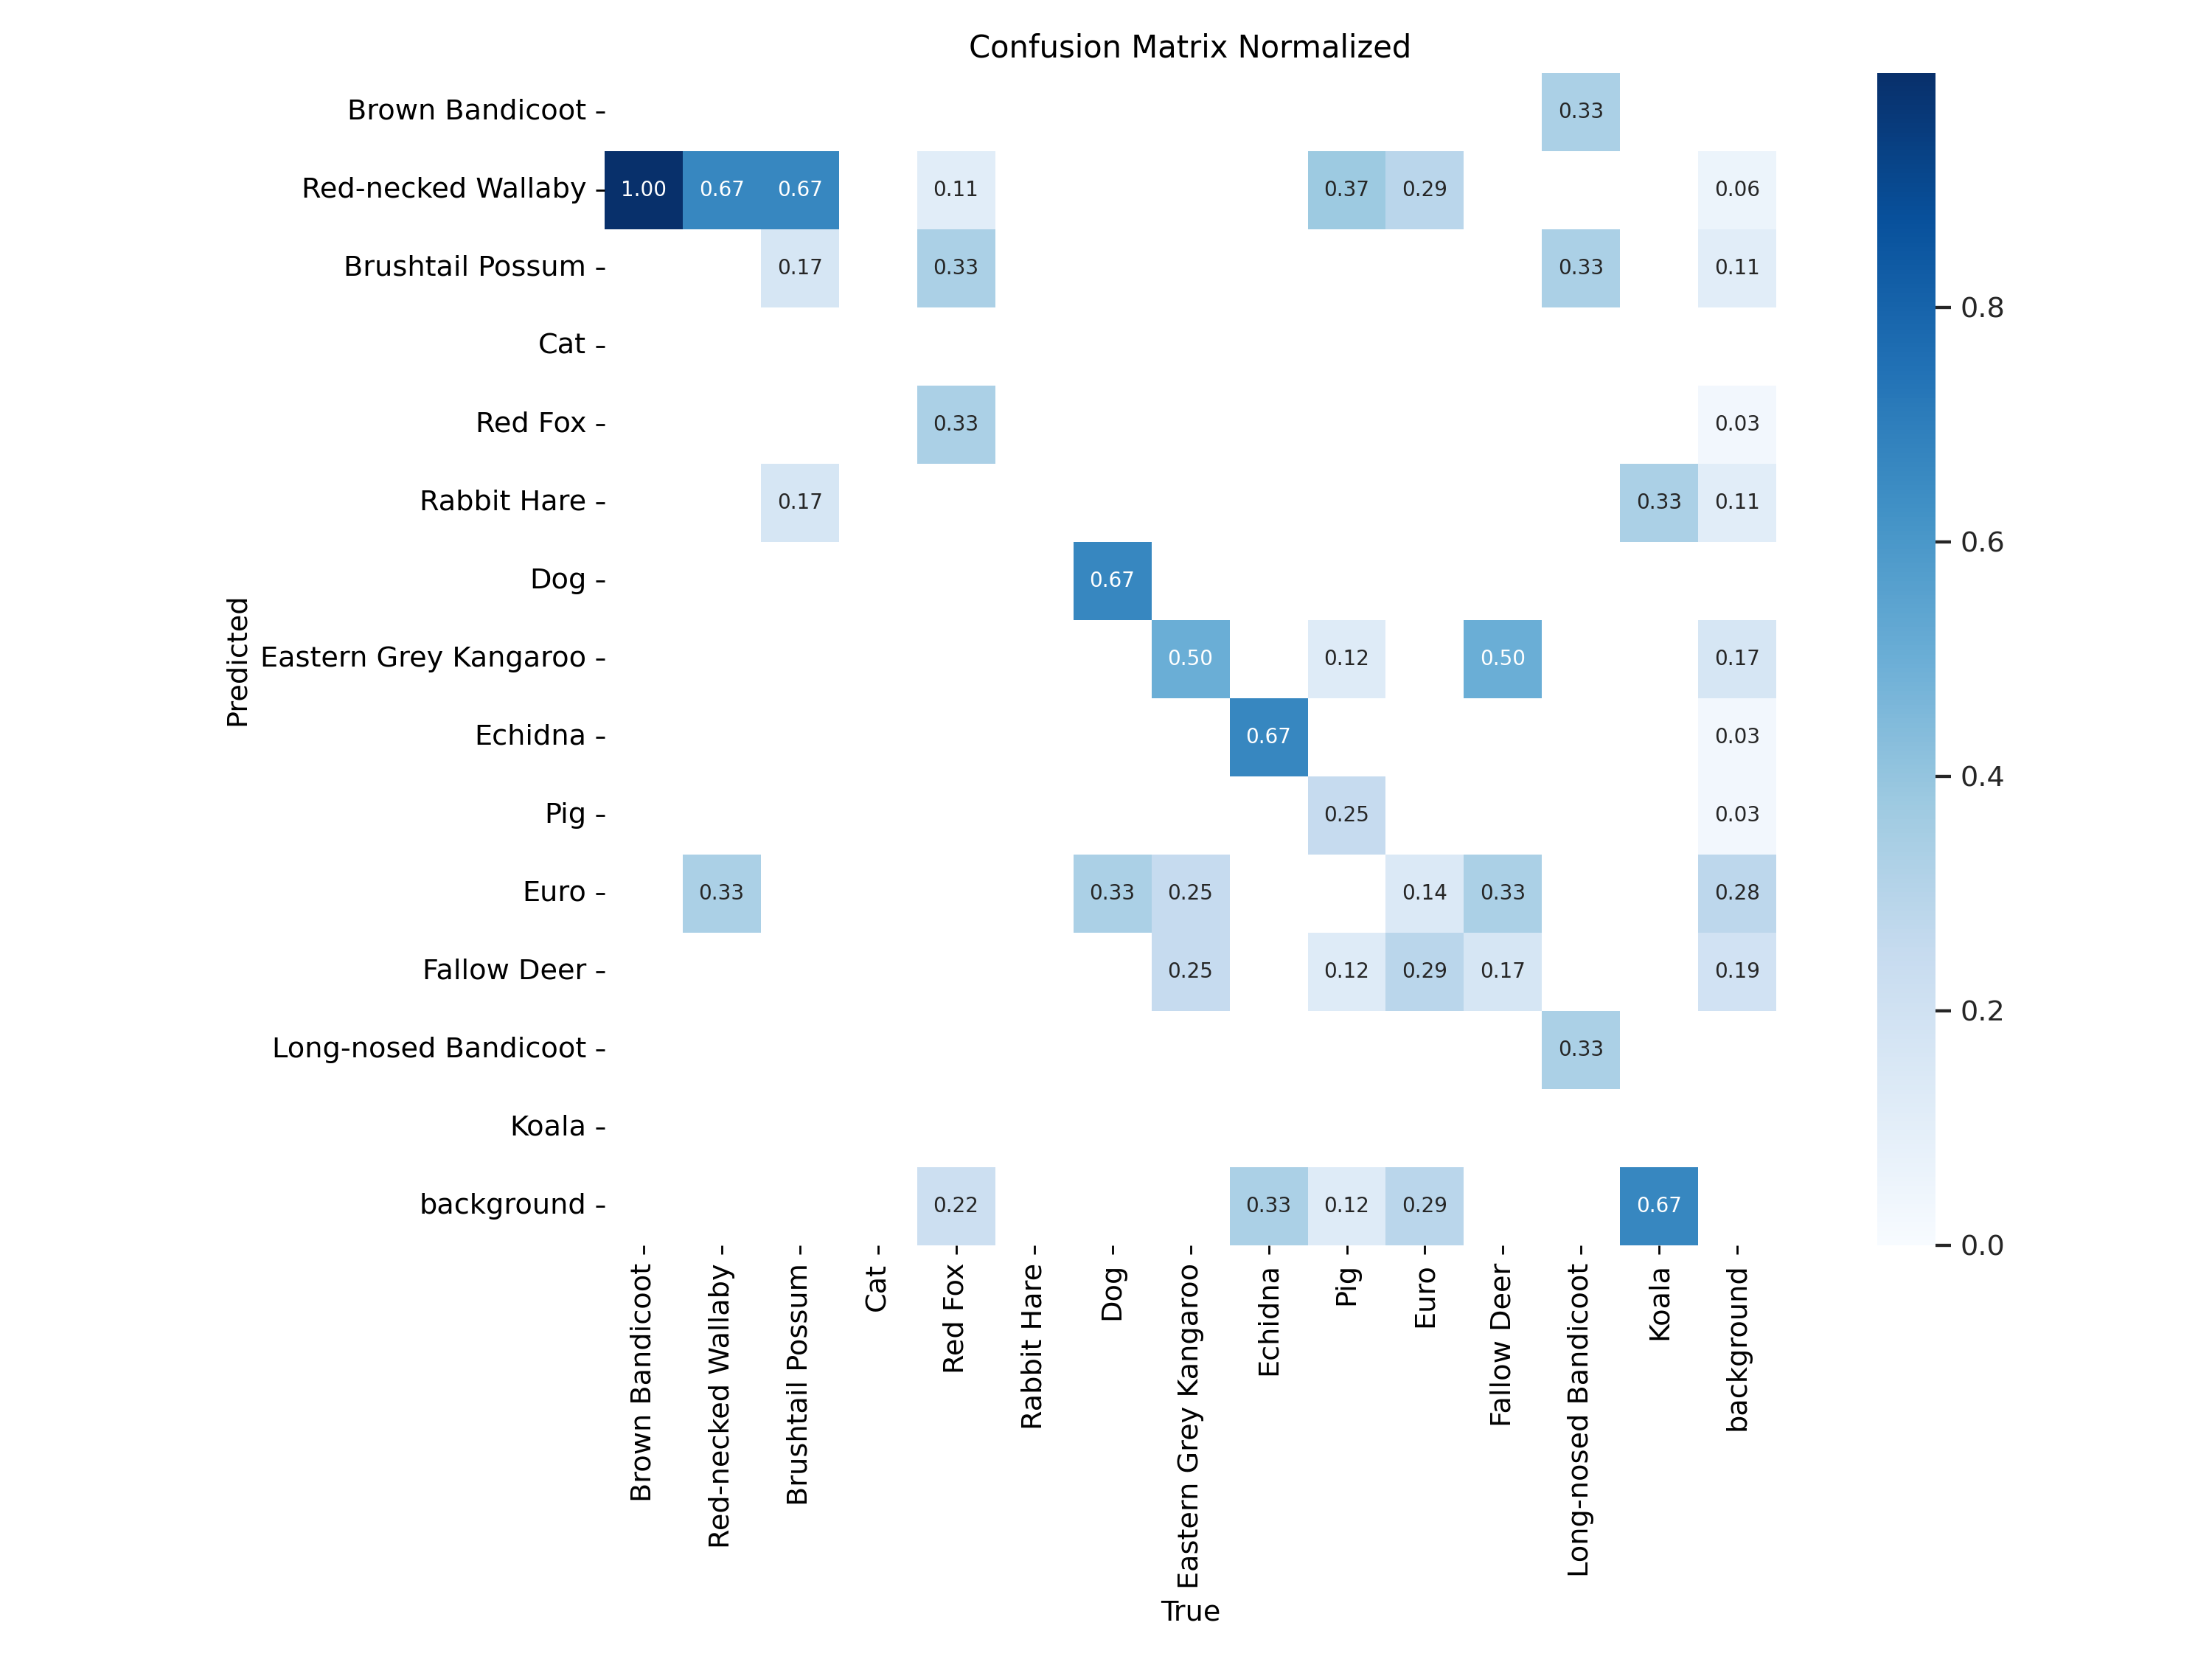 Confusion Matrix Normalized
Brown Bandicoot 0.33
Red-necked Wallaby 1.00 0.67 0.67 0.11 0.37 0.29 0.06
Brushtail Possum 0.17 0.33 0.33 0.11
Cat
Red Fox 0.33 0.03
Rabbit Hare 0.17 0.33 0.11
Dog 0.67
Eastern Grey Kangaroo 0.50 0.12 0.50 0.17
Echidna 0.67 0.03
Pig 0.25 0.03
Euro 0.33 0.33 0.25 0.14 0.33 0.28
Fallow Deer 0.25 0.12 0.29 0.17 0.19
Long-nosed Bandicoot 0.33
Koala
background 0.22 0.33 0.12 0.29 0.67
Predicted
Brown Bandicoot
Red-necked Wallaby
Brushtail Possum
Cat
Red Fox
Rabbit Hare
Dog
Eastern Grey Kangaroo
Echidna
Pig
Euro
Fallow Deer
Long-nosed Bandicoot
Koala
background
True
0.8
0.6
0.4
0.2
0.0